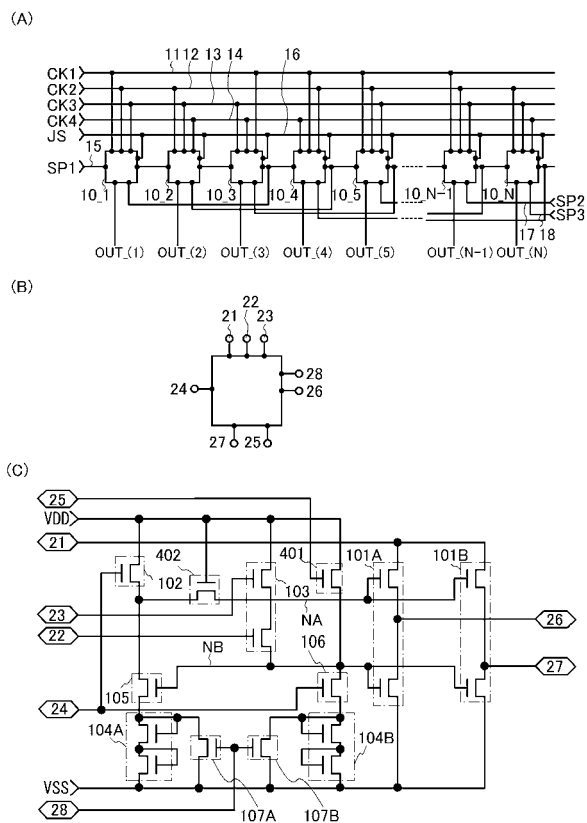 (A)
11 12 13 14 16
CK1
CK2
CK3
CK4
JS
15
SP1
10_1 10_2 10_3 10_4 10_5 10_N-1 10_N
SP2
SP3
17 18
OUT_(1) OUT_(2) OUT_(3) OUT_(4) OUT_(5) OUT_(N-1) OUT_(N)
(B)
22
21 23
28
24 26
27 25
(C)
25
VDD
21
402 401 101A 101B
102 103
23 NA 26
22
NB 106 27
105
24
104A 104B
VSS
107A 107B
28